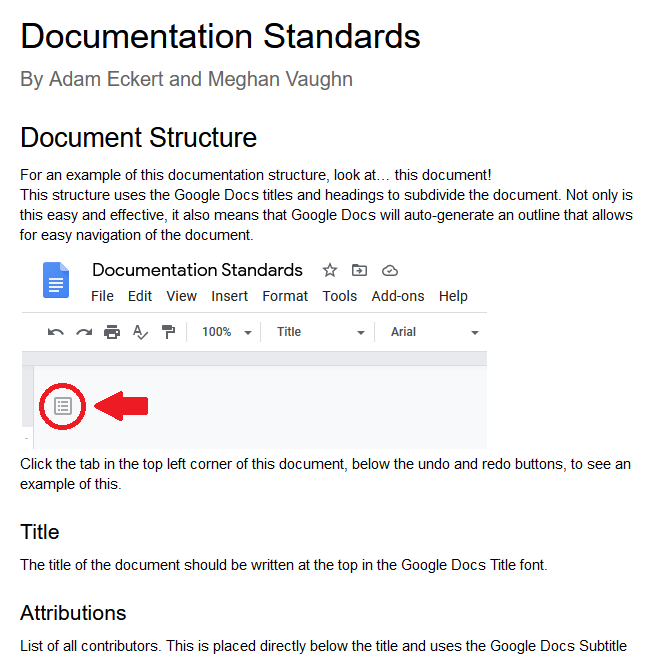 Documentation Standards
By Adam Eckert and Meghan Vaughn
Document Structure
For an example of this documentation structure, look at… this document!
This structure uses the Google Docs titles and headings to subdivide the document. Not only is
this easy and effective, it also means that Google Docs will auto-generate an outline that allows
for easy navigation of the document.
Documentation Standards
File Edit View Insert Format Tools Add-ons Help
100% Title Arial
Click the tab in the top left corner of this document, below the undo and redo buttons, to see an
example of this.
Title
The title of the document should be written at the top in the Google Docs Title font.
Attributions
List of all contributors. This is placed directly below the title and uses the Google Docs Subtitle